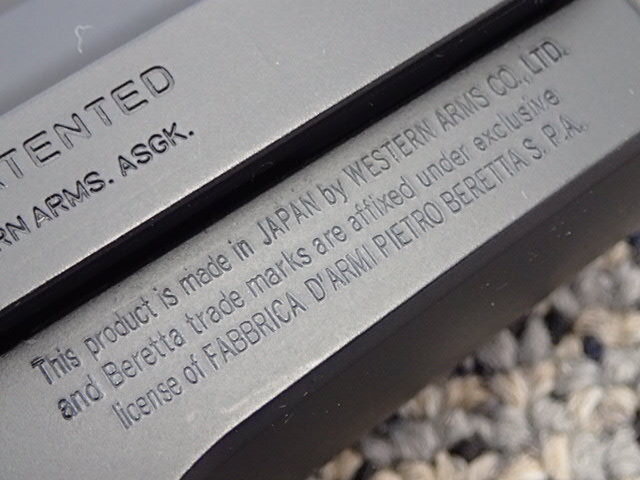 ATENTED
RN ARMS. ASGK.
This product is made in JAPAN by WESTERN ARMS CO., LTD.
and Beretta trade marks are affixed under exclusive
license of FABBRICA D'ARMI PIETRO BERETTA S. P.A.